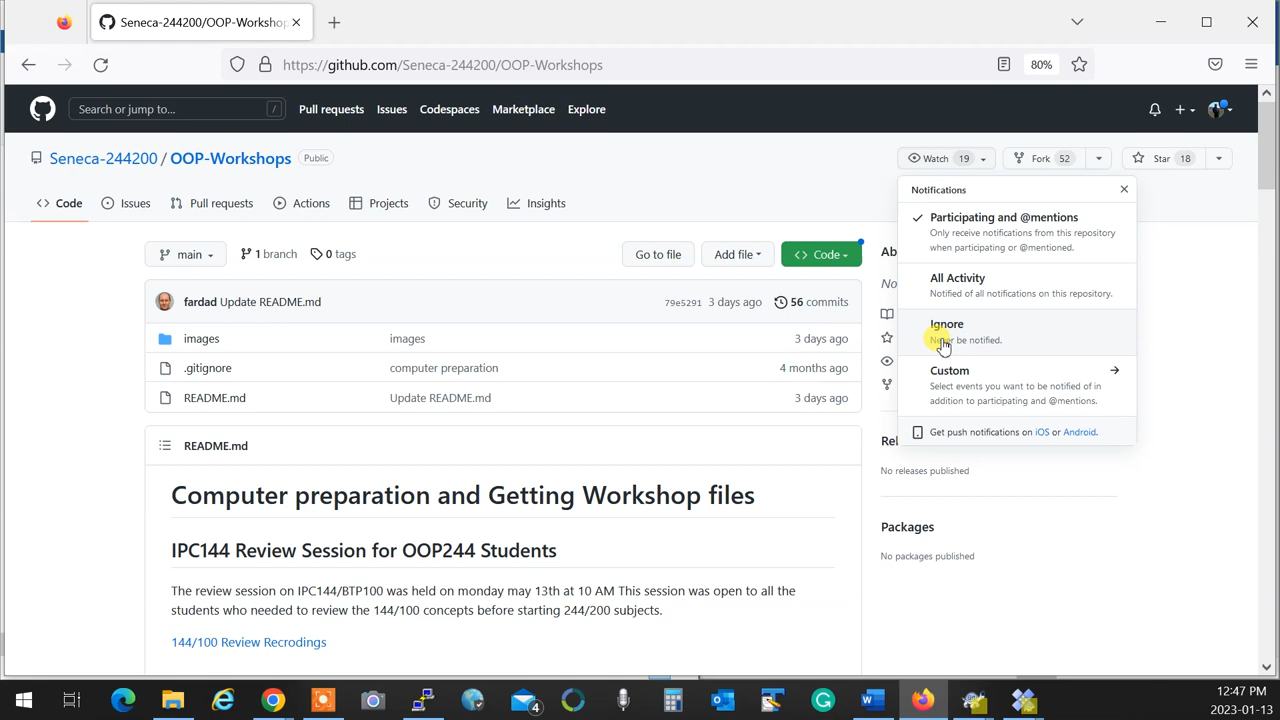 Seneca-244200/OOP-Workshop
https://github.com/Seneca-244200/OOP-Workshops
80%
Search or jump to...
/
Pull requests
Issues
Codespaces
Marketplace
Explore
Seneca-244200 / OOP-Workshops
Public
Watch 19
Fork 52
Star 18
Code
Issues
Pull requests
Actions
Projects
Security
Insights
Notifications
Participating and @mentions
Only receive notifications from this repository
when participating or @mentioned.
All Activity
Notified of all notifications on this repository.
Ignore
Never be notified.
Custom
Select events you want to be notified of in
addition to participating and @mentions.
Get push notifications on iOS or Android.
main
1 branch
0 tags
Go to file
Add file
Code
Ab
No
fardad Update README.md
79e5291 3 days ago
56 commits
images
images
3 days ago
.gitignore
computer preparation
4 months ago
README.md
Update README.md
3 days ago
Rel
No releases published
Packages
No packages published
README.md
Computer preparation and Getting Workshop files
IPC144 Review Session for OOP244 Students
The review session on IPC144/BTP100 was held on monday may 13th at 10 AM This session was open to all the
students who needed to review the 144/100 concepts before starting 244/200 subjects.
144/100 Review Recrodings
4
12:47 PM
2023-01-13